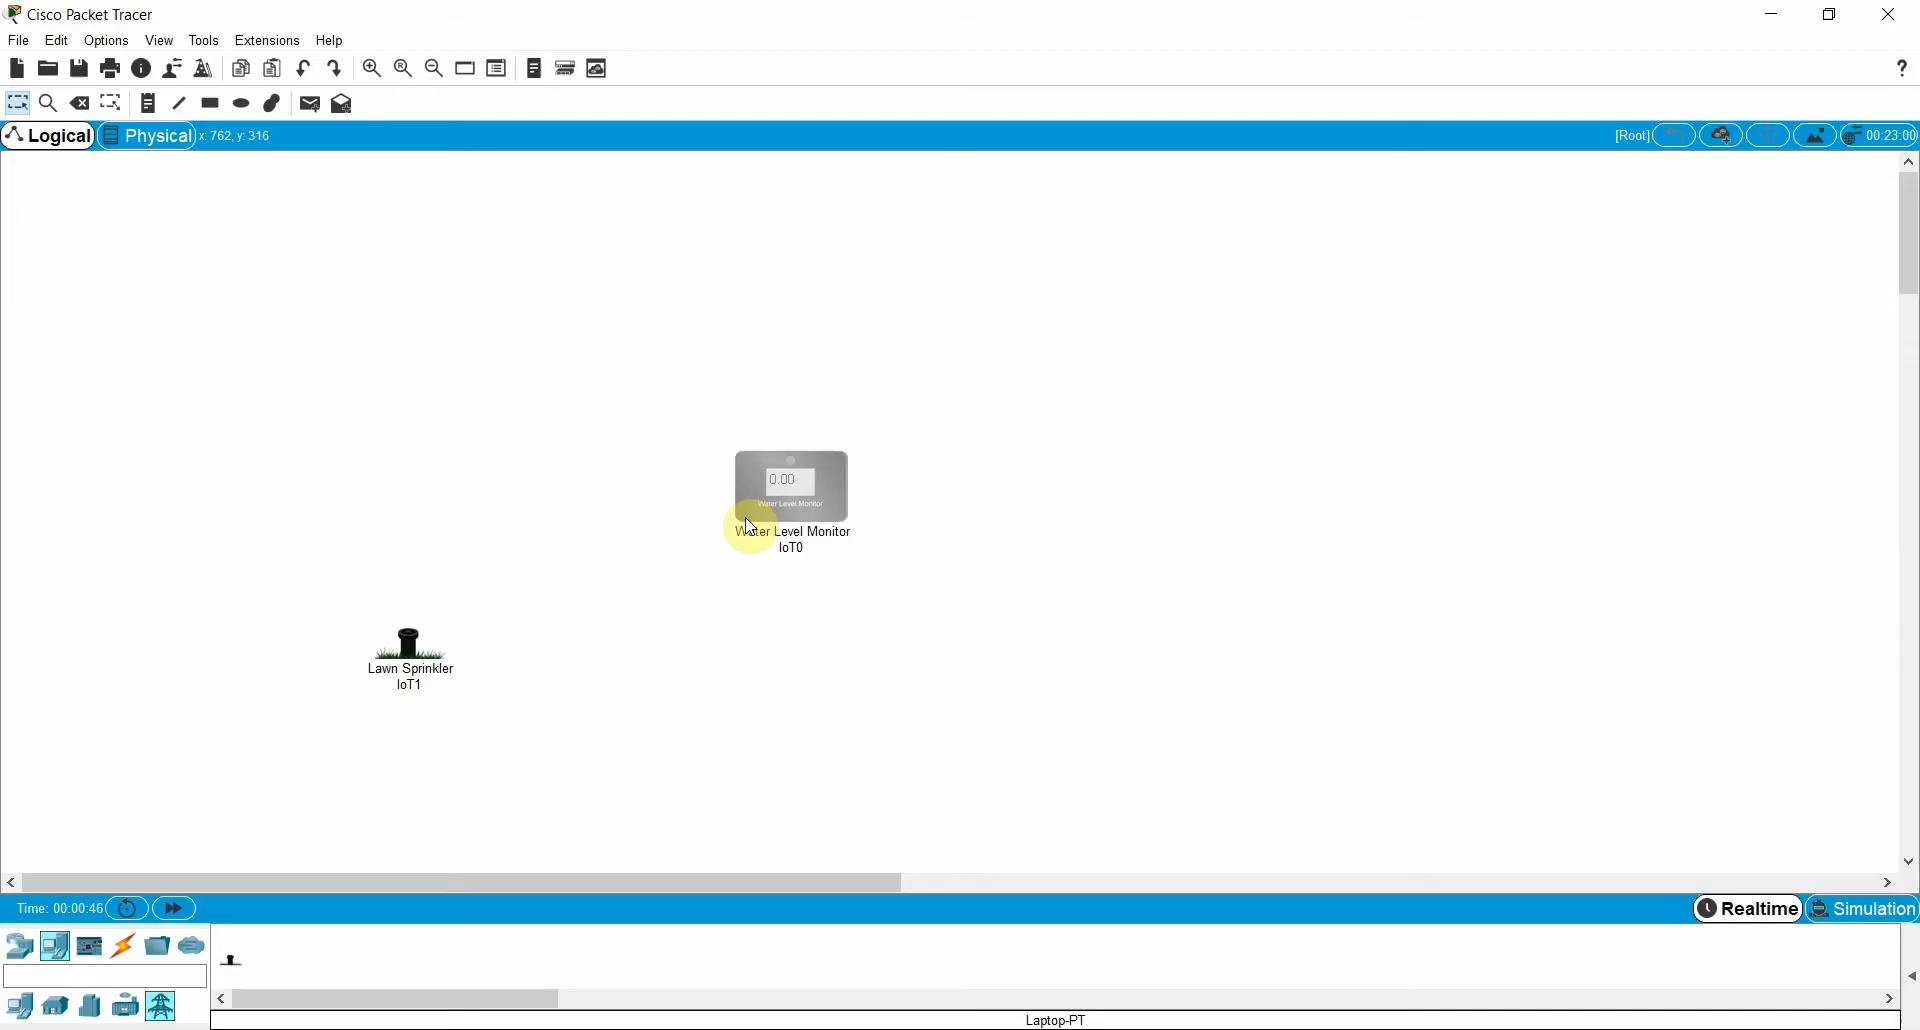 Cisco Packet Tracer
File Edit Options View Tools Extensions Help
?
Logical Physical x: 762, y: 316 [Root] 00:23:00
0.00
Water Level Monitor
Water Level Monitor
IoT0
Lawn Sprinkler
IoT1
Time: 00:00:46 Realtime Simulation
Laptop-PT